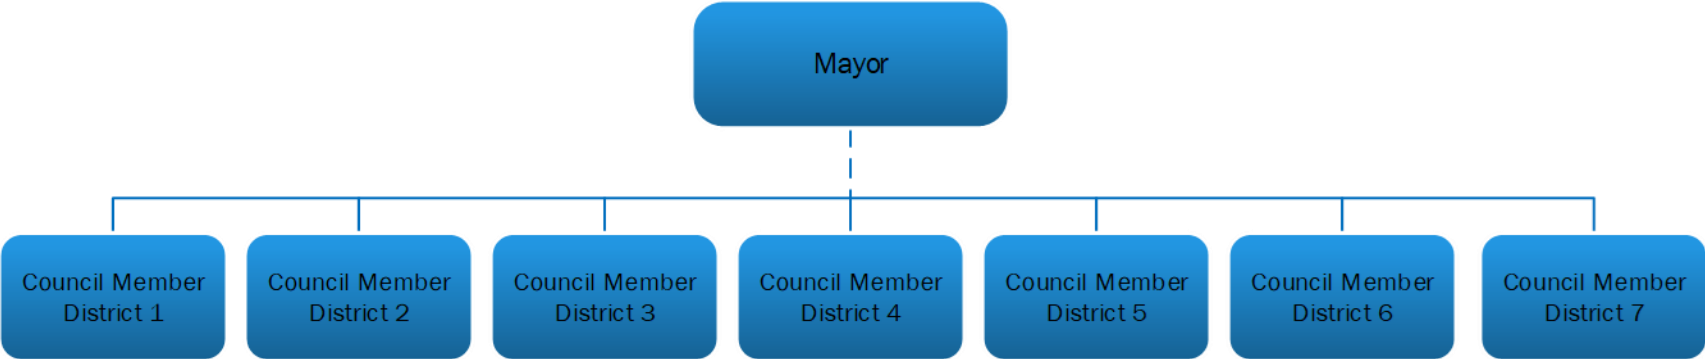 Mayor
Council Member
District 1
Council Member
District 2
Council Member
District 3
Council Member
District 4
Council Member
District 5
Council Member
District 6
Council Member
District 7